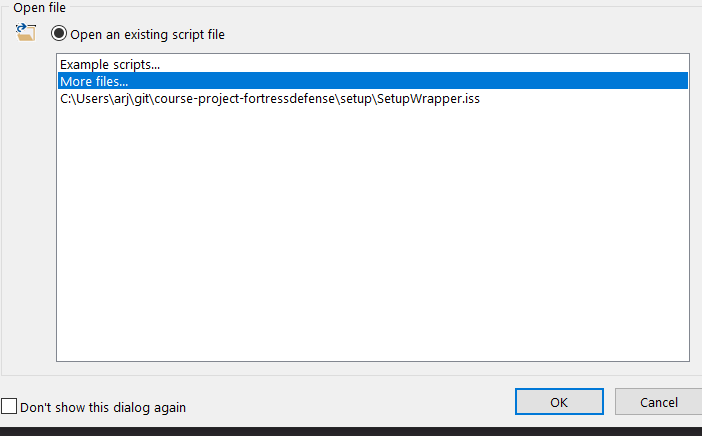 Open file
Open an existing script file
Example scripts...
More files...
C:\Users\arj\git\course-project-fortressdefense\setup\SetupWrapper.iss
Don't show this dialog again
OK
Cancel